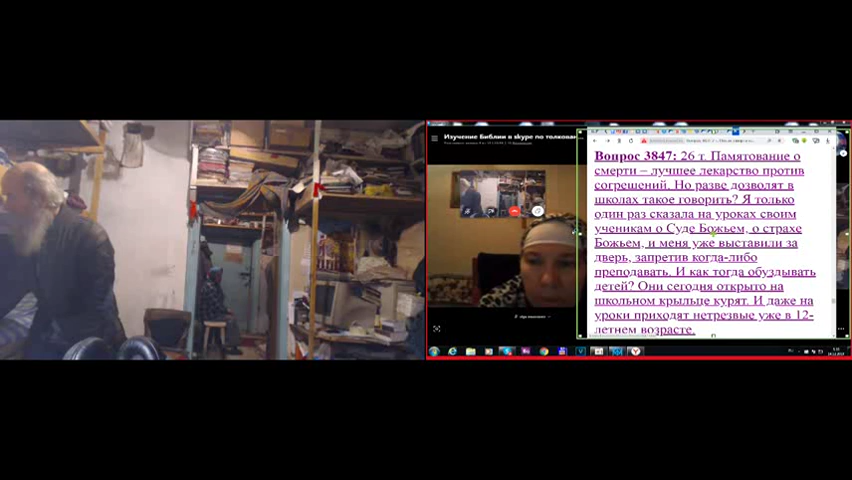 Изучение Библии в skype по толкован...
Вопрос 3847: 26 т. Памятование о
смерти – лучшее лекарство против
согрешений. Но разве дозволят в
школах такое говорить? Я только
один раз сказала на уроках своим
ученикам о Суде Божьем, о страхе
Божьем, и меня уже выставили за
дверь, запретив когда-либо
преподавать. И как тогда обуздывать
детей? Они сегодня открыто на
школьном крыльце курят. И даже на
уроки приходят нетрезвые уже в 12-
летнем возрасте.